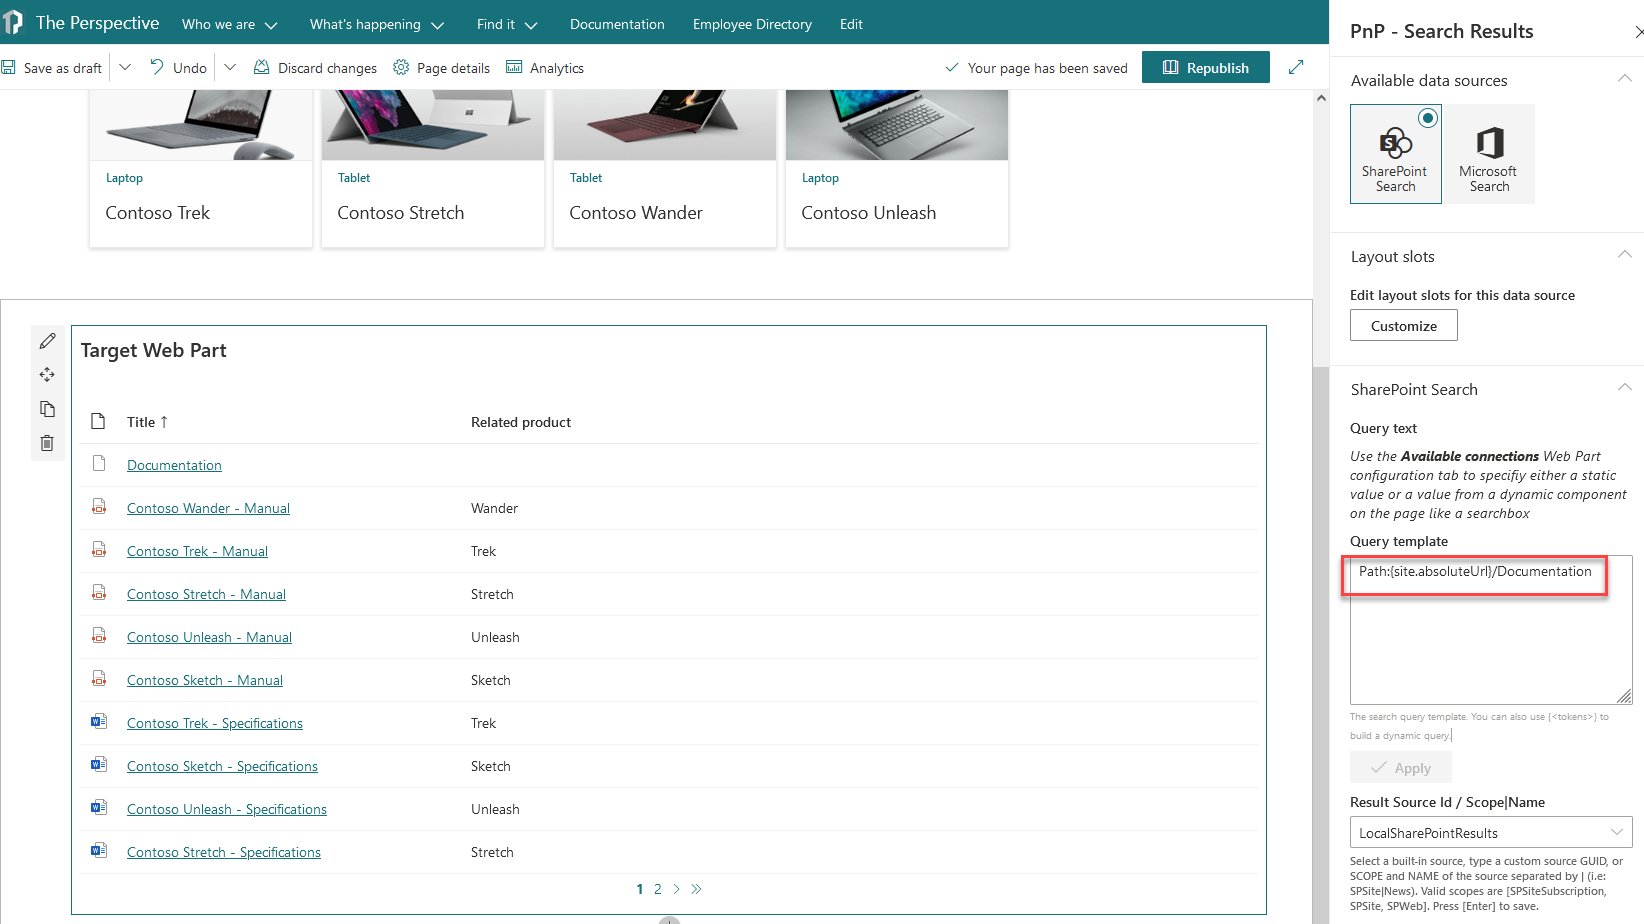 The Perspective
Who we are
What's happening
Find it
Documentation
Employee Directory
Edit
Save as draft
Undo
Discard changes
Page details
Analytics
Your page has been saved
Republish
Laptop
Contoso Trek
Tablet
Contoso Stretch
Tablet
Contoso Wander
Laptop
Contoso Unleash
Target Web Part
Title ↑
Related product
Documentation
Contoso Wander - Manual
Wander
Contoso Trek - Manual
Trek
Contoso Stretch - Manual
Stretch
Contoso Unleash - Manual
Unleash
Contoso Sketch - Manual
Sketch
Contoso Trek - Specifications
Trek
Contoso Sketch - Specifications
Sketch
Contoso Unleash - Specifications
Unleash
Contoso Stretch - Specifications
Stretch
1 2
PnP - Search Results
Available data sources
SharePoint
Search
Microsoft
Search
Layout slots
Edit layout slots for this data source
Customize
SharePoint Search
Query text
Use the Available connections Web Part
configuration tab to specifiy either a static
value or a value from a dynamic component
on the page like a searchbox
Query template
Path:{site.absoluteUrl}/Documentation
The search query template. You can also use {<tokens>} to
build a dynamic query.
Apply
Result Source Id / Scope|Name
LocalSharePointResults
Select a built-in source, type a custom source GUID, or
SCOPE and NAME of the source separated by | (i.e:
SPSite|News). Valid scopes are [SPSiteSubscription,
SPSite, SPWeb]. Press [Enter] to save.